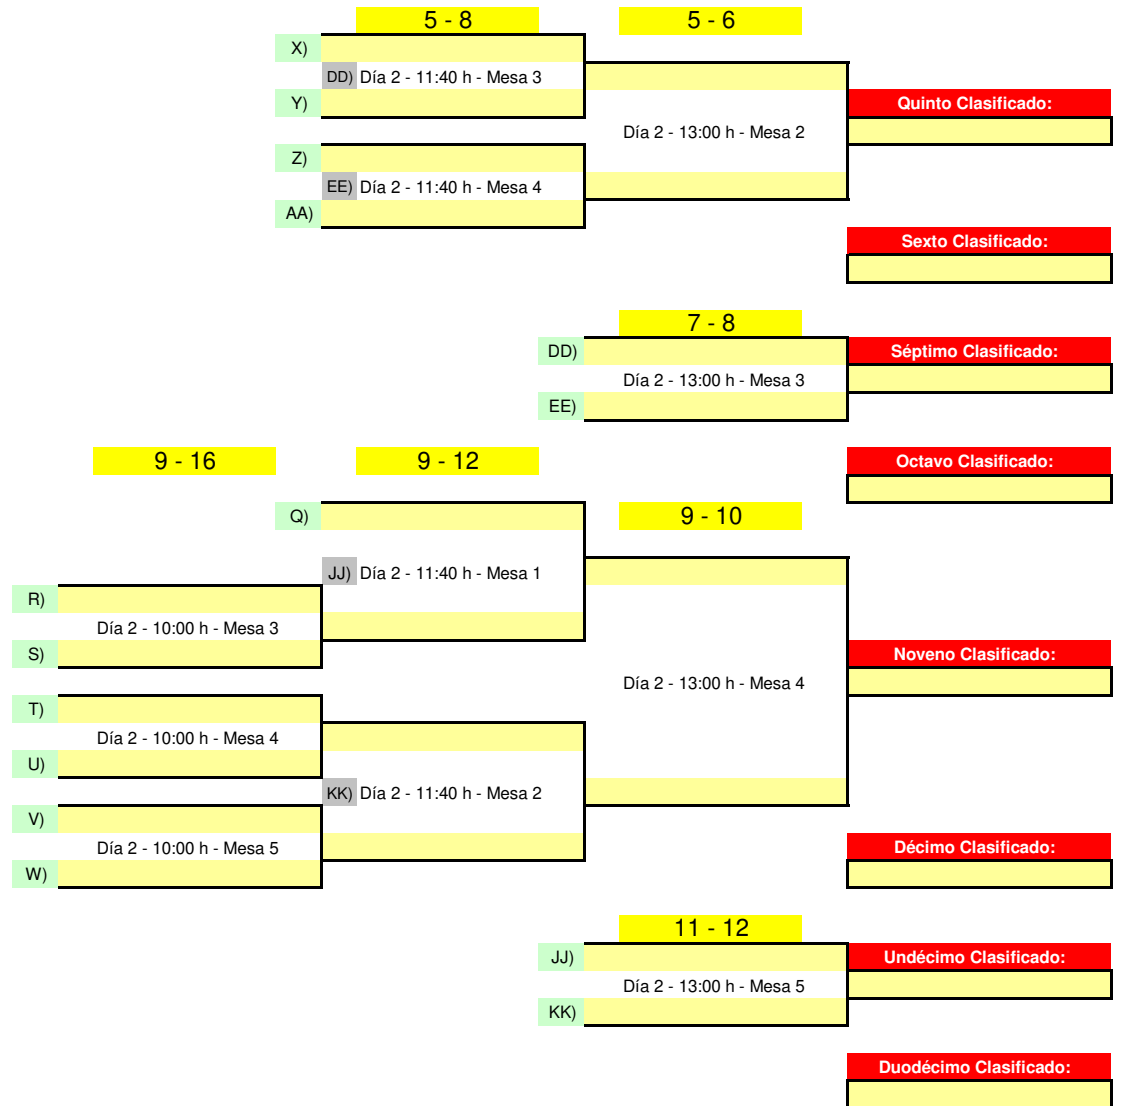 5 - 8
5 - 6
X)
DD) Día 2 - 11:40 h - Mesa 3
Y)
Quinto Clasificado:
Día 2 - 13:00 h - Mesa 2
Z)
EE) Día 2 - 11:40 h - Mesa 4
AA)
Sexto Clasificado:
7 - 8
DD)
Séptimo Clasificado:
Día 2 - 13:00 h - Mesa 3
EE)
9 - 16
9 - 12
Octavo Clasificado:
Q)
9 - 10
JJ) Día 2 - 11:40 h - Mesa 1
R)
Día 2 - 10:00 h - Mesa 3
S)
Noveno Clasificado:
Día 2 - 13:00 h - Mesa 4
T)
Día 2 - 10:00 h - Mesa 4
U)
KK) Día 2 - 11:40 h - Mesa 2
V)
Día 2 - 10:00 h - Mesa 5
Décimo Clasificado:
W)
11 - 12
JJ)
Undécimo Clasificado:
Día 2 - 13:00 h - Mesa 5
KK)
Duodécimo Clasificado: